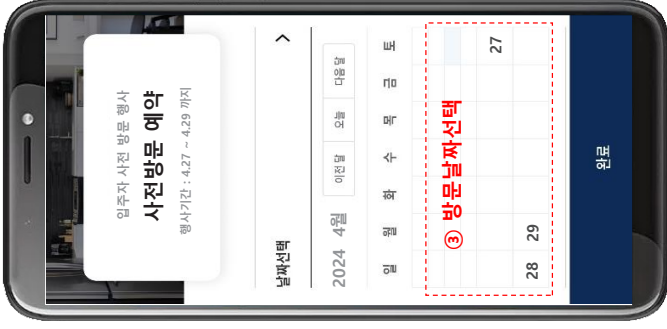 입주자 사전 방문 행사
사전방문 예약
행사기간 : 4.27 ~ 4.29 까지
날짜선택
2024 4월
이전달 오늘 다음달
일 월 화 수 목 금 토
③ 방문날짜선택
27
28 29
완료